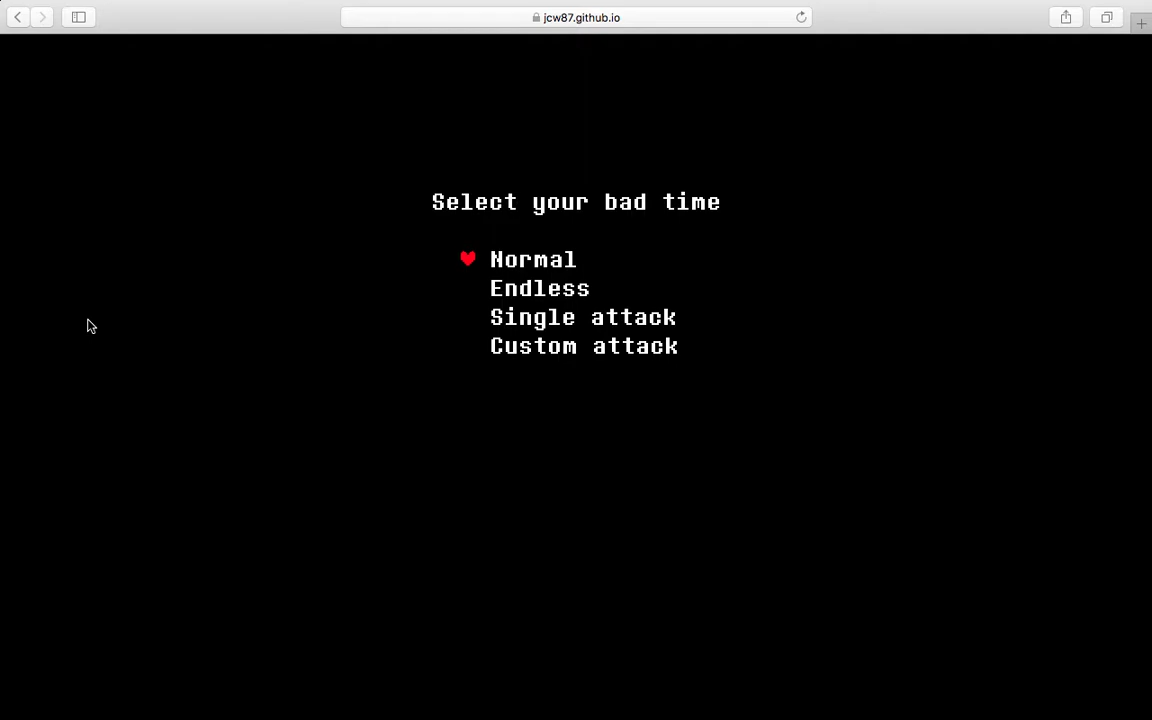 jcw87.github.io
Select your bad time
Normal
Endless
Single attack
Custom attack